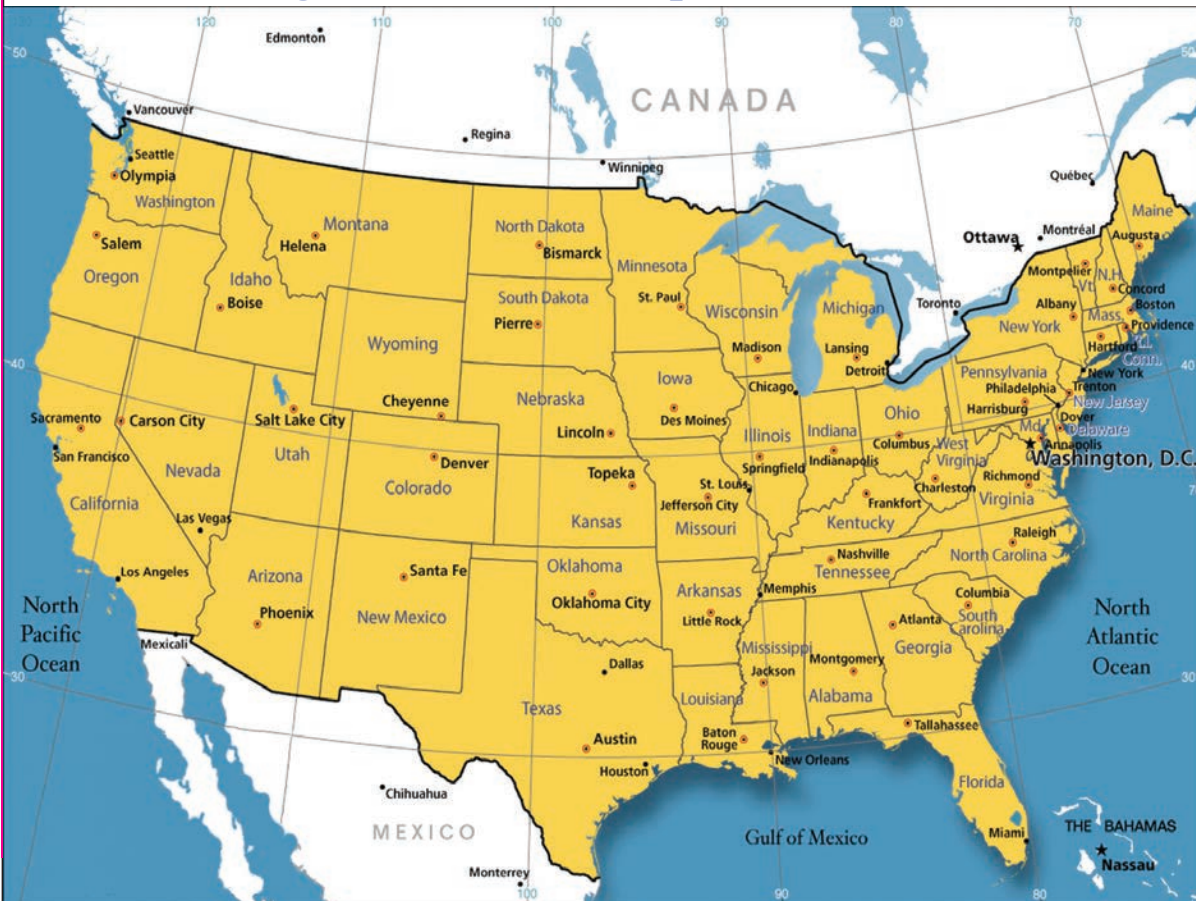 120
110
100
90
80
70
50
50
Edmonton
CANADA
Vancouver
Regina
Winnipeg
Québec
Seattle
Olympia
Washington
Montana
Helena
North Dakota
Bismarck
Minnesota
St. Paul
Ottawa
Montréal
Maine
Augusta
Salem
Oregon
Idaho
Boise
South Dakota
Pierre
Wisconsin
Madison
Michigan
Lansing
Detroit
Toronto
Montpelier
Vt.
N.H.
Concord
Albany
Boston
Mass.
New York
Providence
Hartford
Conn.
Wyoming
Cheyenne
Nebraska
Lincoln
Iowa
Des Moines
Chicago
Pennsylvania
New York
Philadelphia
Trenton
Harrisburg
New Jersey
40
40
Sacramento
Carson City
Salt Lake City
San Francisco
Nevada
Utah
Denver
Colorado
Illinois
Springfield
Indiana
Indianapolis
Ohio
Columbus
West
Virginia
Charleston
Md.
Dover
Delaware
Annapolis
Washington, D.C.
Richmond
Virginia
California
Las Vegas
Topeka
Kansas
St. Louis
Jefferson City
Missouri
Frankfort
Kentucky
Raleigh
North Carolina
Los Angeles
Arizona
Phoenix
Santa Fe
New Mexico
Oklahoma
Oklahoma City
Arkansas
Little Rock
Nashville
Tennessee
Memphis
Columbia
South
Carolina
North
Pacific
Ocean
North
Atlantic
Ocean
Mexicali
Dallas
Texas
Mississippi
Jackson
Montgomery
Alabama
Atlanta
Georgia
30
30
Louisiana
Baton
Rouge
Austin
Houston
New Orleans
Tallahassee
Florida
Chihuahua
MEXICO
Monterrey
Gulf of Mexico
Miami
THE BAHAMAS
Nassau
100
90
80